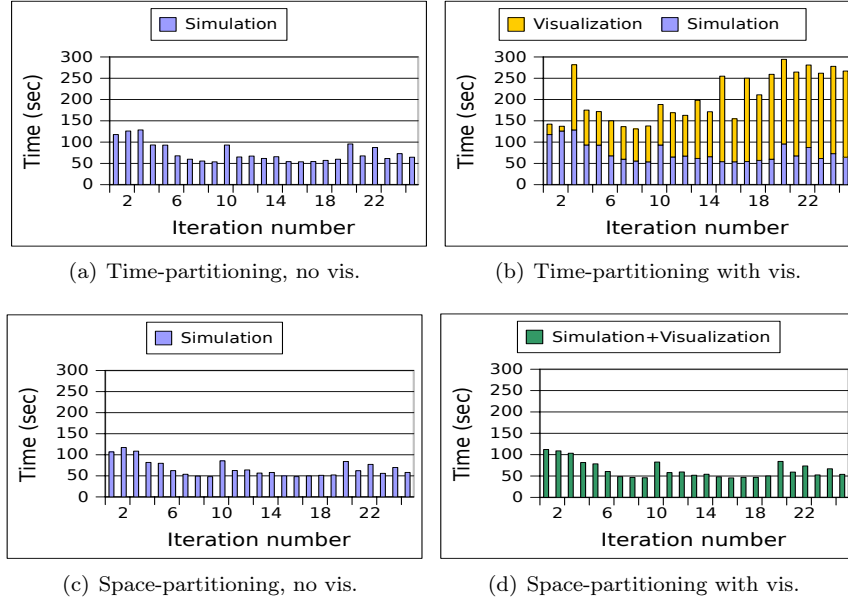 Simulation
300
250
200
150
100
50
0
Time (sec)
2 6 10 14 18 22
Iteration number
(a) Time-partitioning, no vis.
Visualization Simulation
300
250
200
150
100
50
0
Time (sec)
2 6 10 14 18 22
Iteration number
(b) Time-partitioning with vis.
Simulation
300
250
200
150
100
50
0
Time (sec)
2 6 10 14 18 22
Iteration number
(c) Space-partitioning, no vis.
Simulation+Visualization
300
250
200
150
100
50
0
Time (sec)
2 6 10 14 18 22
Iteration number
(d) Space-partitioning with vis.